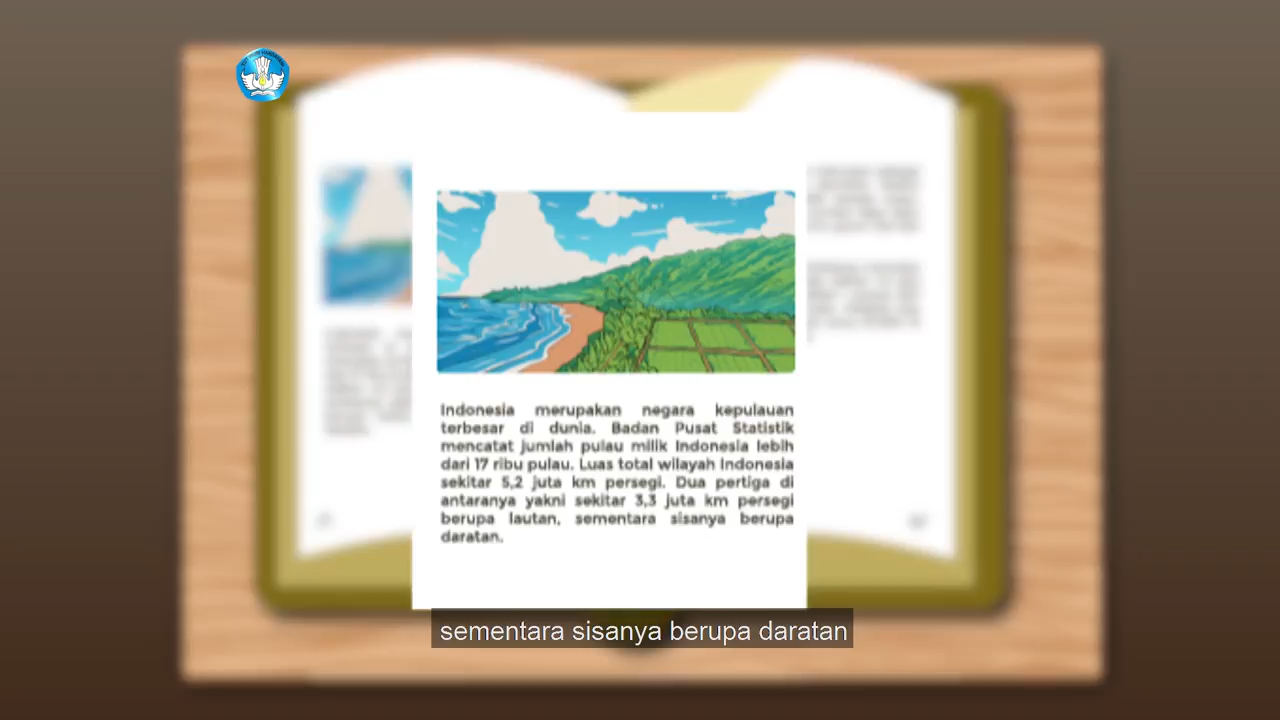 Indonesia merupakan negara kepulauan
terbesar di dunia. Badan Pusat Statistik
mencatat jumlah pulau milik Indonesia lebih
dari 17 ribu pulau. Luas total wilayah Indonesia
sekitar 5,2 juta km persegi. Dua pertiga di
antaranya yakni sekitar 3,3 juta km persegi
berupa lautan, sementara sisanya berupa
daratan.
sementara sisanya berupa daratan